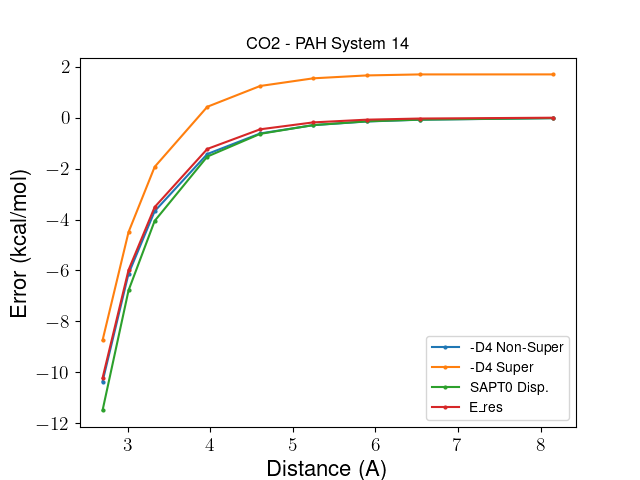 CO2 - PAH System 14
2
0
−2
−4
−6
−8
−10
−12
Error (kcal/mol)
-D4 Non-Super
-D4 Super
SAPT0 Disp.
E_res
3 4 5 6 7 8
Distance (A)